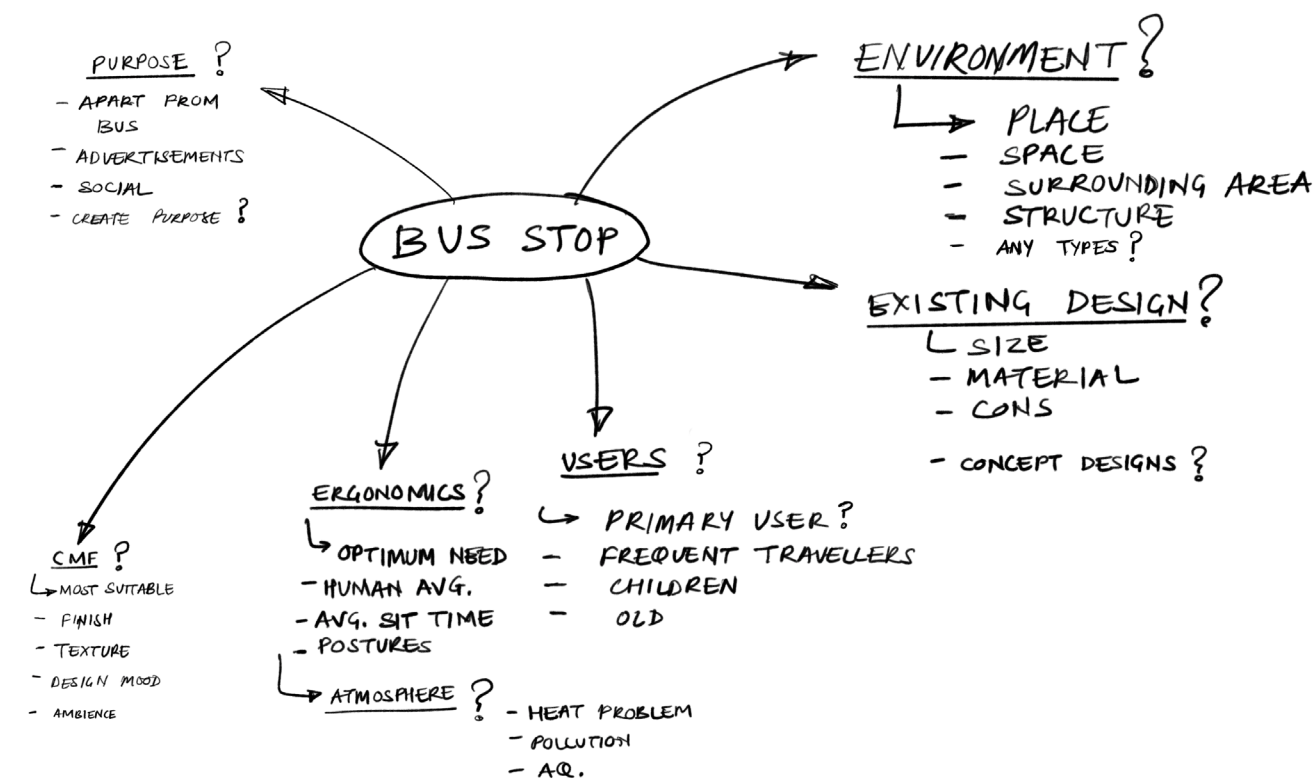 BUS STOP
PURPOSE ?
- APART FROM
BUS
- ADVERTISEMENTS
- SOCIAL
- CREATE PURPOSE ?
ENVIRONMENT ?
PLACE
- SPACE
- SURROUNDING AREA
- STRUCTURE
- ANY TYPES ?
EXISTING DESIGN ?
SIZE
- MATERIAL
- CONS
- CONCEPT DESIGNS ?
USERS ?
PRIMARY USER ?
- FREQUENT TRAVELLERS
- CHILDREN
- OLD
ERGONOMICS ?
OPTIMUM NEED
- HUMAN AVG.
- AVG. SIT TIME
- POSTURES
ATMOSPHERE ?
- HEAT PROBLEM
- POLLUTION
- AQ.
CMF ?
MOST SUITABLE
- FINISH
- TEXTURE
- DESIGN MOOD
- AMBIENCE